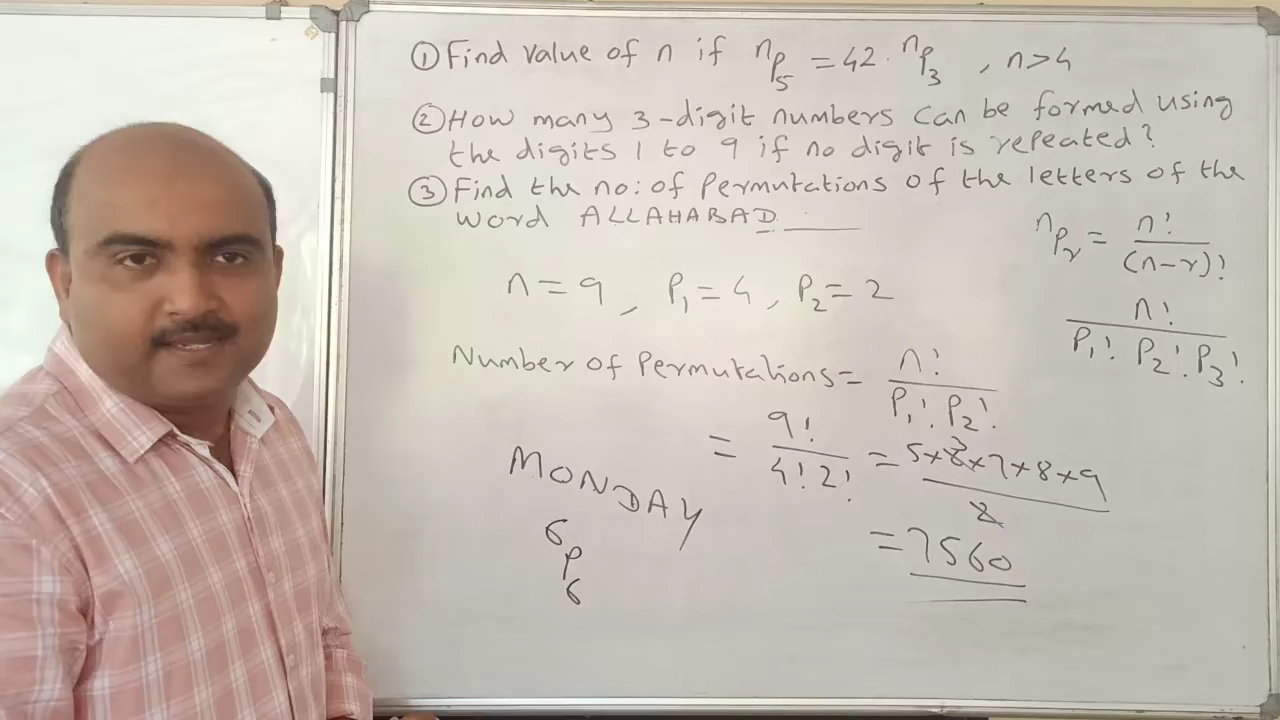 ① Find value of n if ⁿP₅ = 42 · ⁿP₃ , n>4
② How many 3-digit numbers can be formed using
the digits 1 to 9 if no digit is repeated?
③ Find the no: of Permutations of the letters of the
word ALLAHABAD
ⁿPᵣ = n! / (n-r)!
n! / P₁! P₂! P₃!
n = 9 , P₁ = 4 , P₂ = 2
Number of Permutations = n! / P₁! P₂!
= 9! / 4! 2! = 5×6×7×8×9 / 2
3
= 7560
MONDAY
⁶P₆